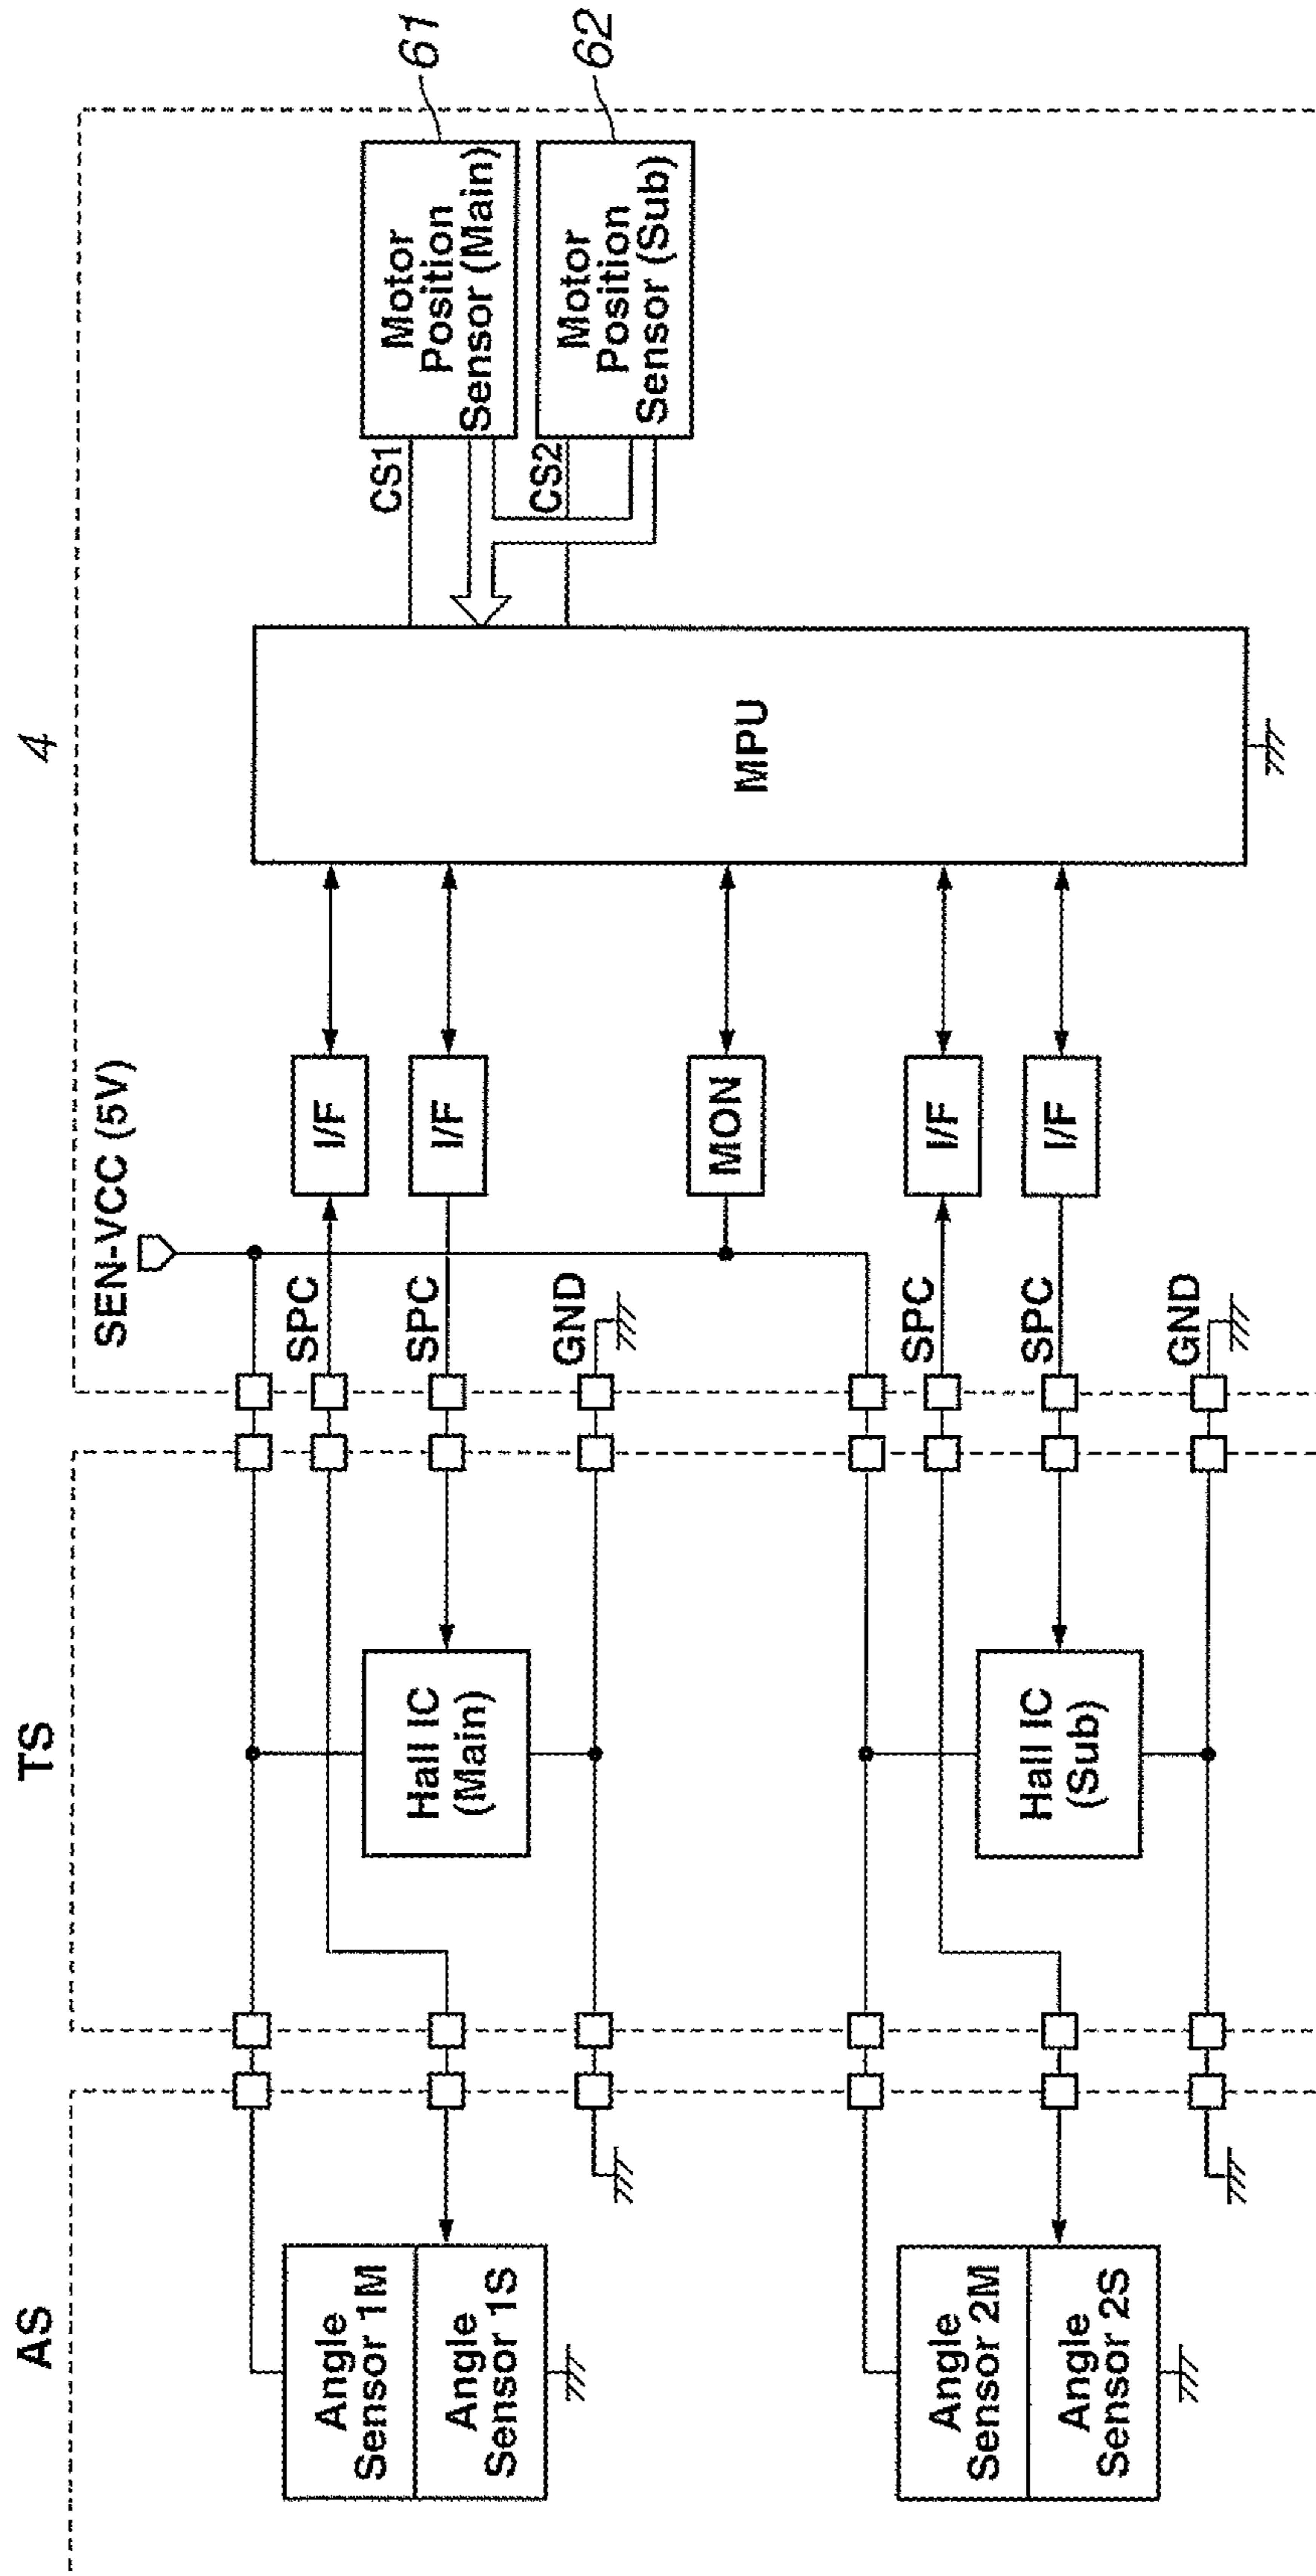 AS
TS
4
Angle
Sensor 1M
Angle
Sensor 1S
Hall IC
(Main)
SEN-VCC (5V)
SPC
SPC
GND
I/F
I/F
MON
MPU
CS1
Motor
Position
Sensor (Main)
61
CS2
Motor
Position
Sensor (Sub)
62
Angle
Sensor 2M
Angle
Sensor 2S
Hall IC
(Sub)
SPC
SPC
GND
I/F
I/F